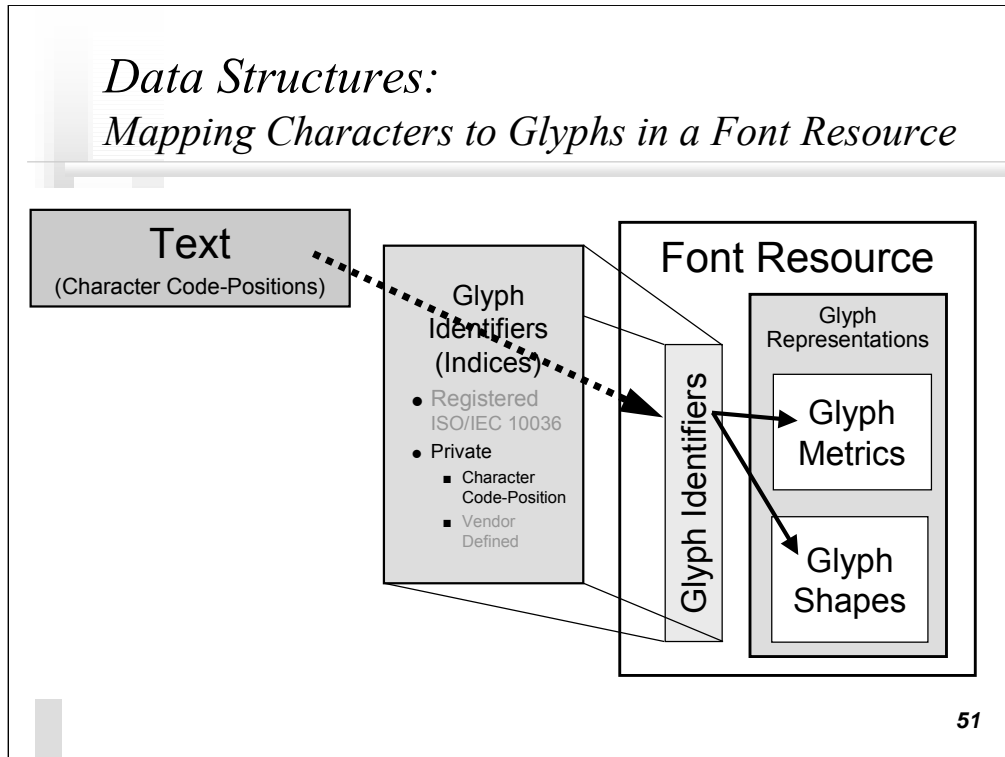 Data Structures:
Mapping Characters to Glyphs in a Font Resource
Text
(Character Code-Positions)
Glyph
Identifiers
(Indices)
● Registered
ISO/IEC 10036
● Private
■ Character
Code-Position
■ Vendor
Defined
Font Resource
Glyph Identifiers
Glyph
Representations
Glyph
Metrics
Glyph
Shapes
51